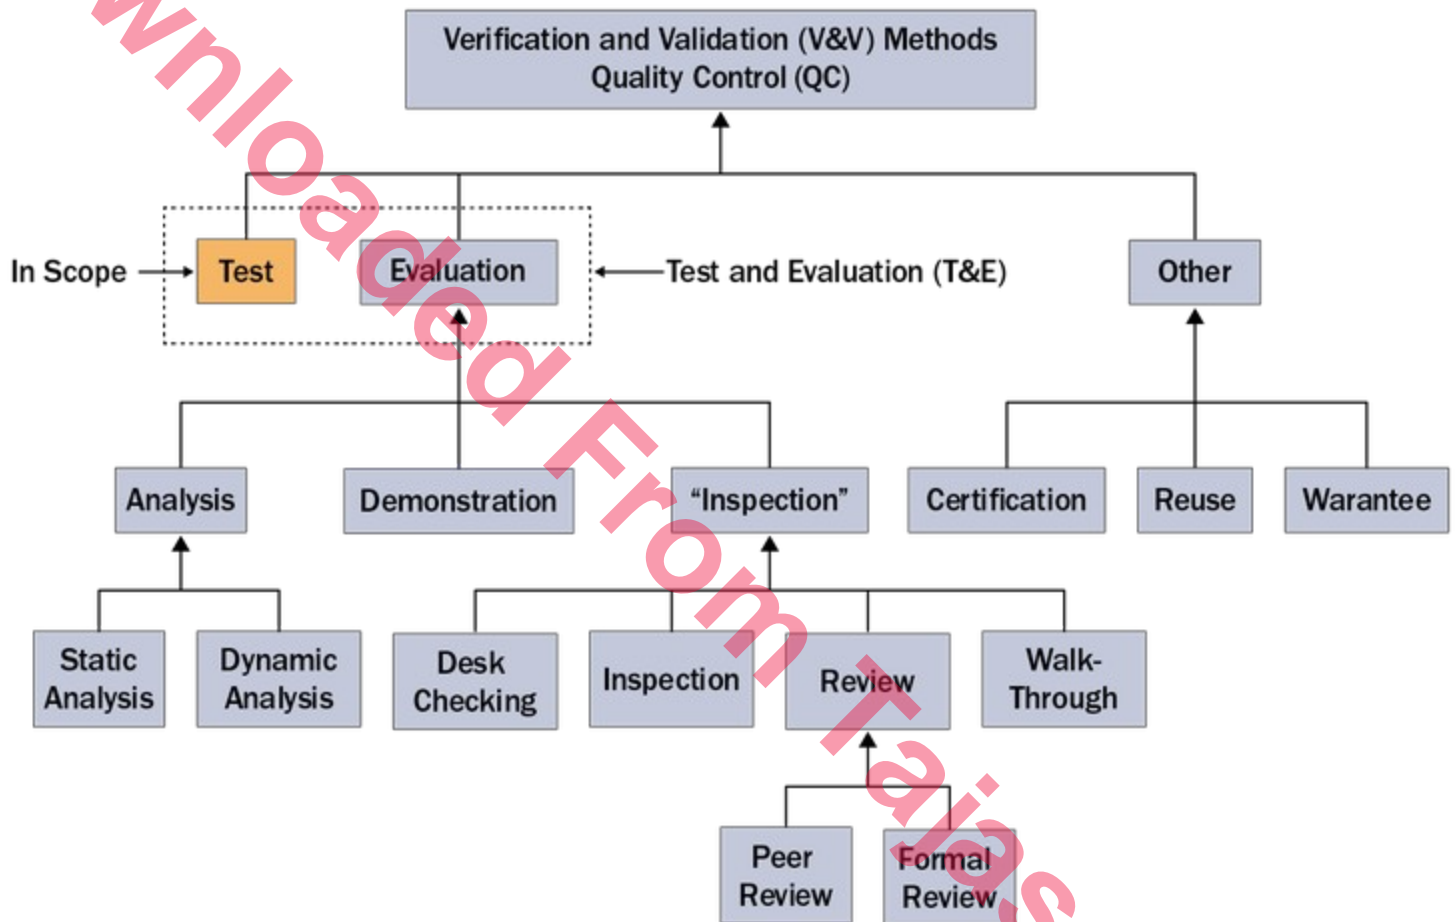 Verification and Validation (V&V) Methods
Quality Control (QC)
In Scope
Test
Evaluation
Test and Evaluation (T&E)
Other
Analysis
Demonstration
“Inspection”
Certification
Reuse
Warantee
Static
Analysis
Dynamic
Analysis
Desk
Checking
Inspection
Review
Walk-
Through
Peer
Review
Formal
Review
wnloaded From Tajas